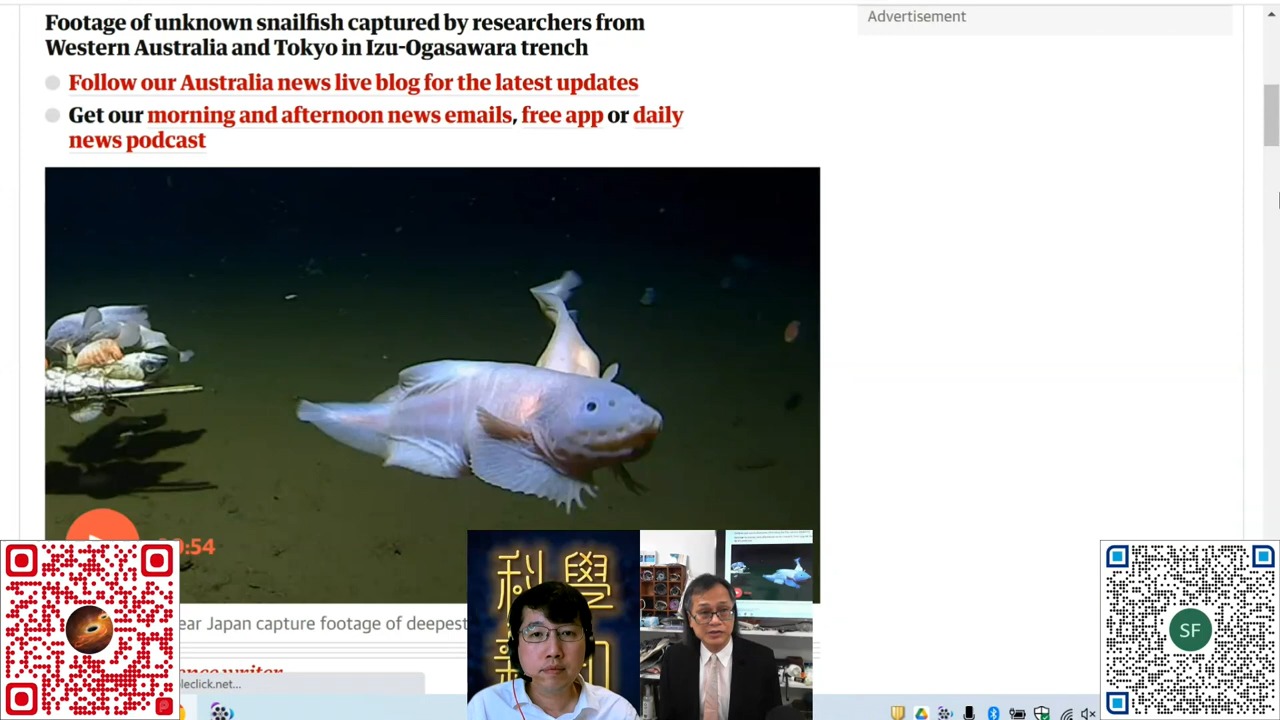 Footage of unknown snailfish captured by researchers from
Advertisement
Western Australia and Tokyo in Izu-Ogasawara trench
Follow our Australia news live blog for the latest updates
Get our morning and afternoon news emails, free app or daily
news podcast
0:54
ear Japan capture footage of deepest
科學
SF
leclick.net...